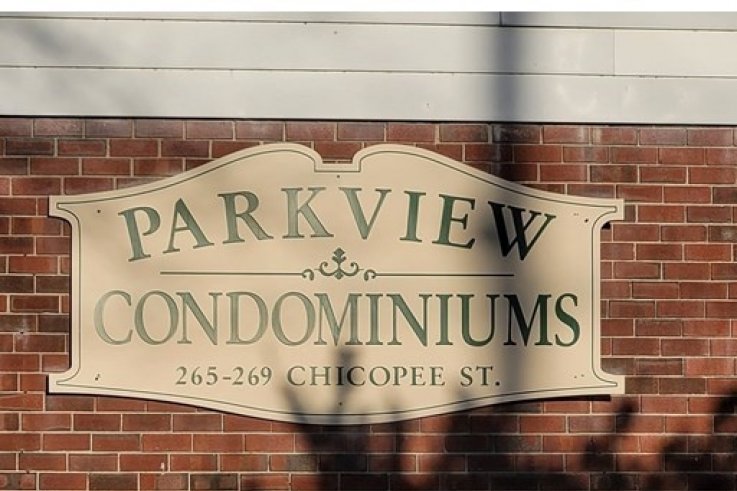 PARKVIEW
CONDOMINIUMS
265-269 CHICOPEE ST.